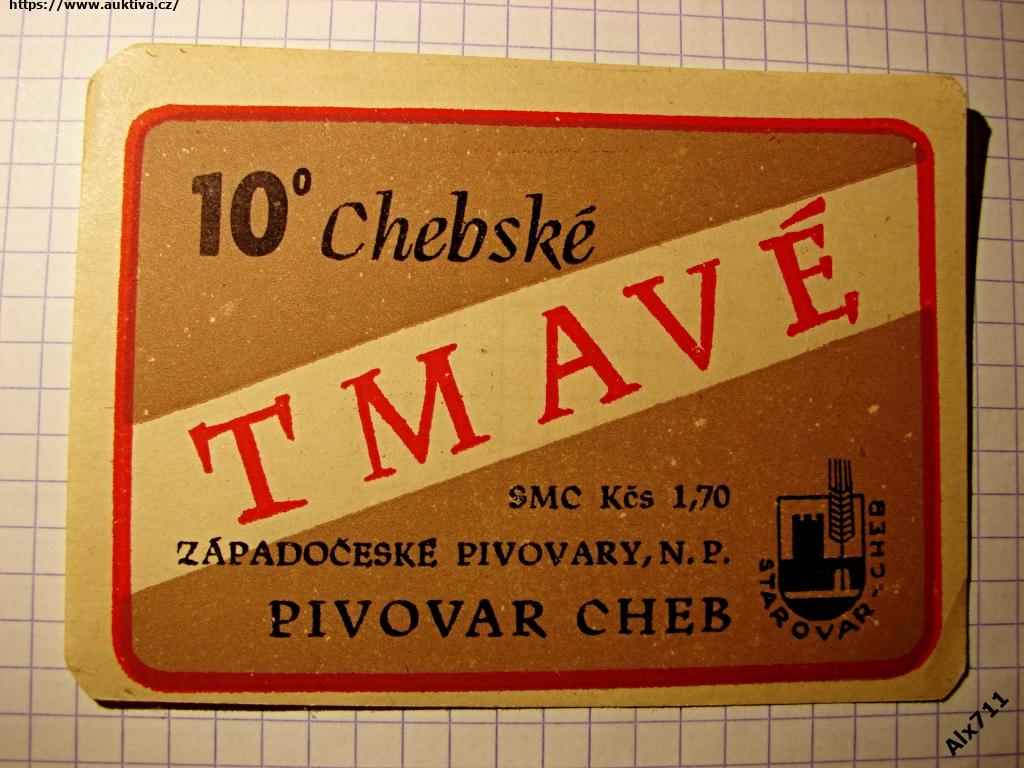 https://www.auktiva.cz/
10° Chebské
TMAVÉ
SMC Kčs 1,70
ZÁPADOČESKÉ PIVOVARY, N. P.
PIVOVAR CHEB
STAROVAR - CHEB
Alx711